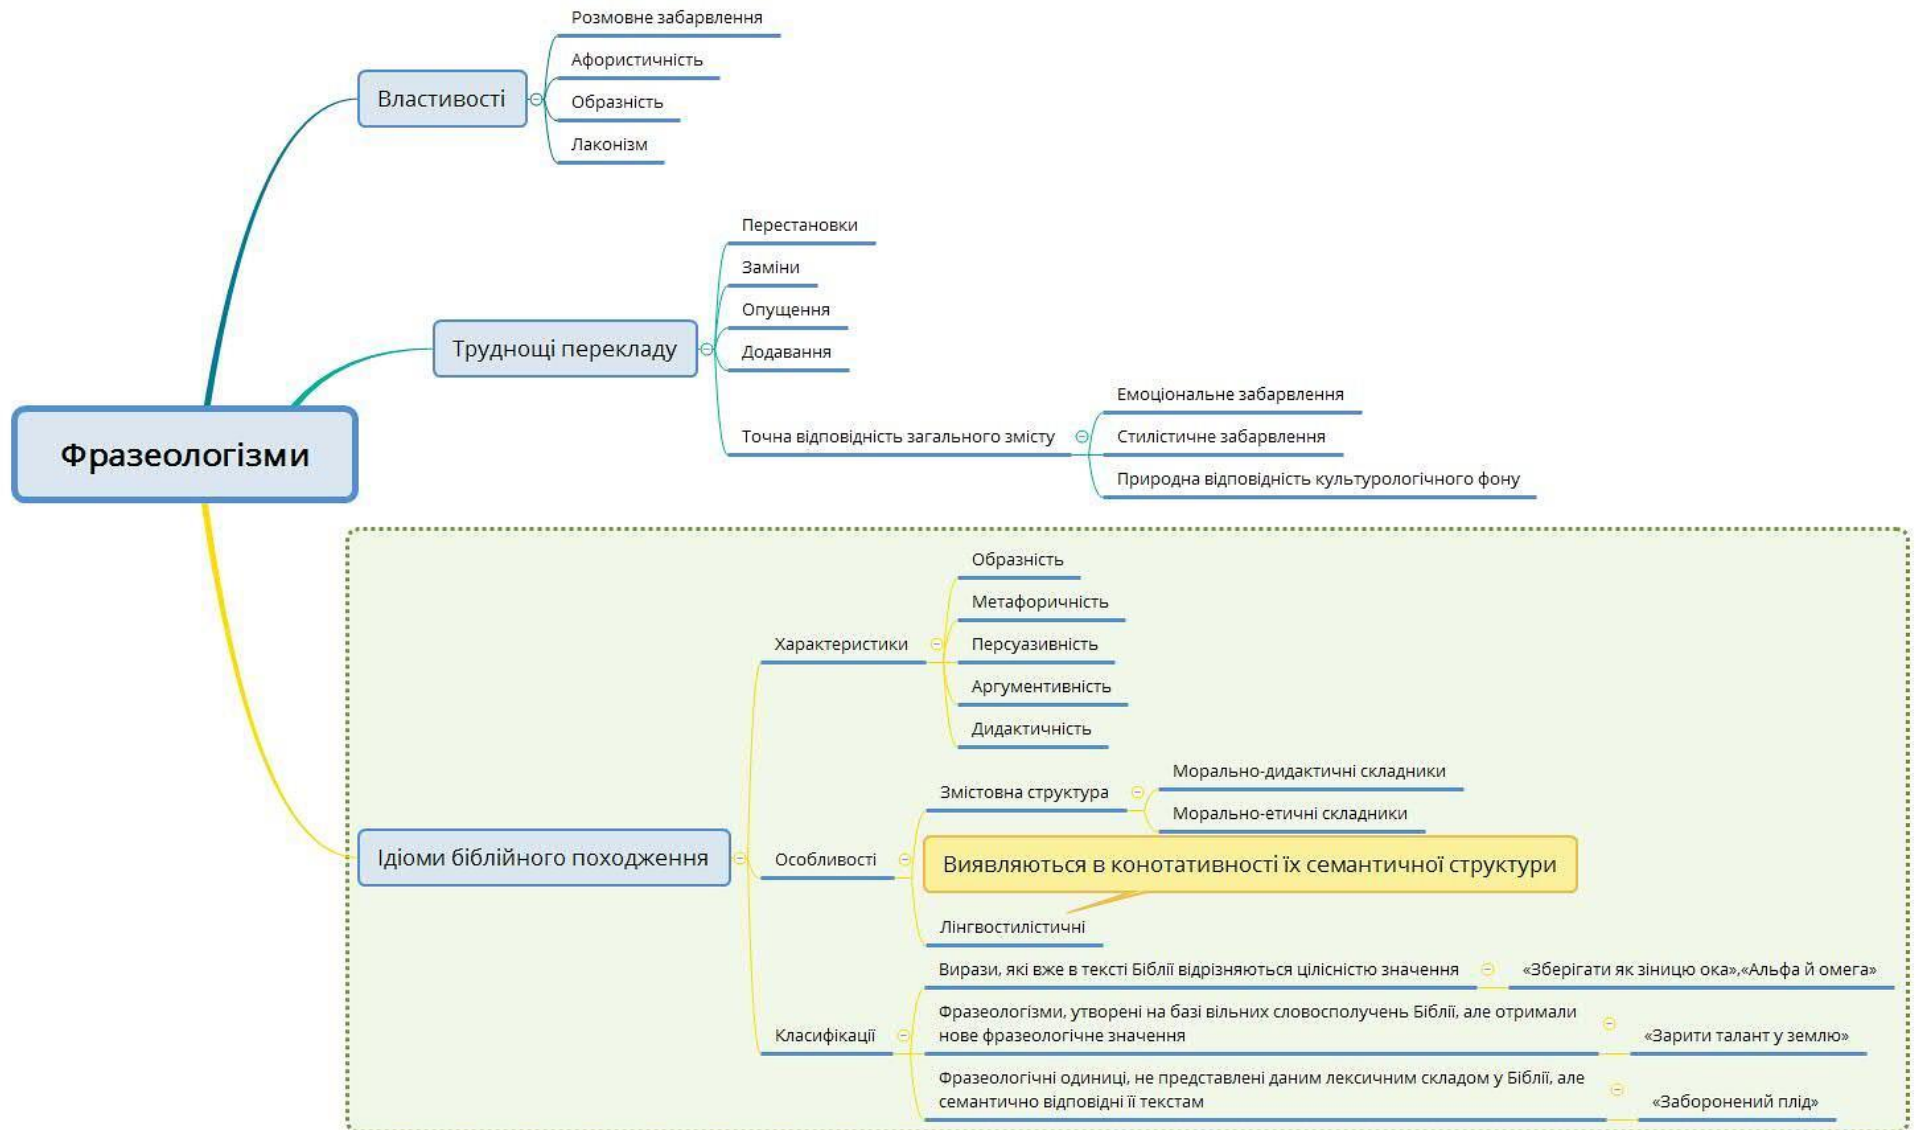 Фразеологізми
Властивості
Розмовне забарвлення
Афористичність
Образність
Лаконізм
Труднощі перекладу
Перестановки
Заміни
Опущення
Додавання
Точна відповідність загального змісту
Емоціональне забарвлення
Стилістичне забарвлення
Природна відповідність культурологічного фону
Ідіоми біблійного походження
Характеристики
Образність
Метафоричність
Персуазивність
Аргументивність
Дидактичність
Особливості
Змістовна структура
Морально-дидактичні складники
Морально-етичні складники
Виявляються в конотативності їх семантичної структури
Лінгвостилістичні
Класифікації
Вирази, які вже в тексті Біблії відрізняються цілісністю значення
«Зберігати як зіницю ока»,«Альфа й омега»
Фразеологізми, утворені на базі вільних словосполучень Біблії, але отримали
нове фразеологічне значення
«Зарити талант у землю»
Фразеологічні одиниці, не представлені даним лексичним складом у Біблії, але
семантично відповідні її текстам
«Заборонений плід»